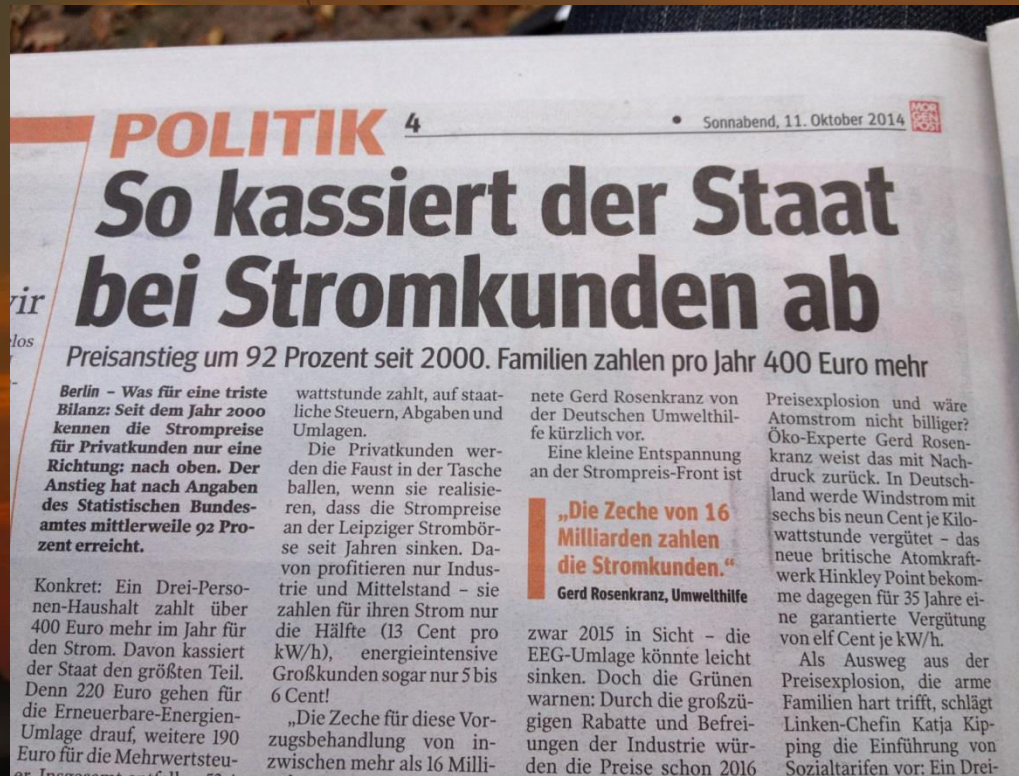 POLITIK 4
• Sonnabend, 11. Oktober 2014
MOR
GEN
POST
So kassiert der Staat
bei Stromkunden ab
Preisanstieg um 92 Prozent seit 2000. Familien zahlen pro Jahr 400 Euro mehr
Berlin – Was für eine triste
Bilanz: Seit dem Jahr 2000
kennen die Strompreise
für Privatkunden nur eine
Richtung: nach oben. Der
Anstieg hat nach Angaben
des Statistischen Bundes-
amtes mittlerweile 92 Pro-
zent erreicht.
Konkret: Ein Drei-Perso-
nen-Haushalt zahlt über
400 Euro mehr im Jahr für
den Strom. Davon kassiert
der Staat den größten Teil.
Denn 220 Euro gehen für
die Erneuerbare-Energien-
Umlage drauf, weitere 190
Euro für die Mehrwertsteu-
wattstunde zahlt, auf staat-
liche Steuern, Abgaben und
Umlagen.
Die Privatkunden wer-
den die Faust in der Tasche
ballen, wenn sie realisie-
ren, dass die Strompreise
an der Leipziger Strombör-
se seit Jahren sinken. Da-
von profitieren nur Indus-
trie und Mittelstand – sie
zahlen für ihren Strom nur
die Hälfte (13 Cent pro
kW/h), energieintensive
Großkunden sogar nur 5 bis
6 Cent!
„Die Zeche für diese Vor-
zugsbehandlung von in-
zwischen mehr als 16 Milli-
nete Gerd Rosenkranz von
der Deutschen Umwelthil-
fe kürzlich vor.
Eine kleine Entspannung
an der Strompreis-Front ist
„Die Zeche von 16
Milliarden zahlen
die Stromkunden.“
Gerd Rosenkranz, Umwelthilfe
zwar 2015 in Sicht – die
EEG-Umlage könnte leicht
sinken. Doch die Grünen
warnen: Durch die großzü-
gigen Rabatte und Befrei-
ungen der Industrie wür-
den die Preise schon 2016
Preisexplosion und wäre
Atomstrom nicht billiger?
Öko-Experte Gerd Rosen-
kranz weist das mit Nach-
druck zurück. In Deutsch-
land werde Windstrom mit
sechs bis neun Cent je Kilo-
wattstunde vergütet – das
neue britische Atomkraft-
werk Hinkley Point bekom-
me dagegen für 35 Jahre ei-
ne garantierte Vergütung
von elf Cent je kW/h.
Als Ausweg aus der
Preisexplosion, die arme
Familien hart trifft, schlägt
Linken-Chefin Katja Kip-
ping die Einführung von
Sozialtarifen vor: Ein Drei-